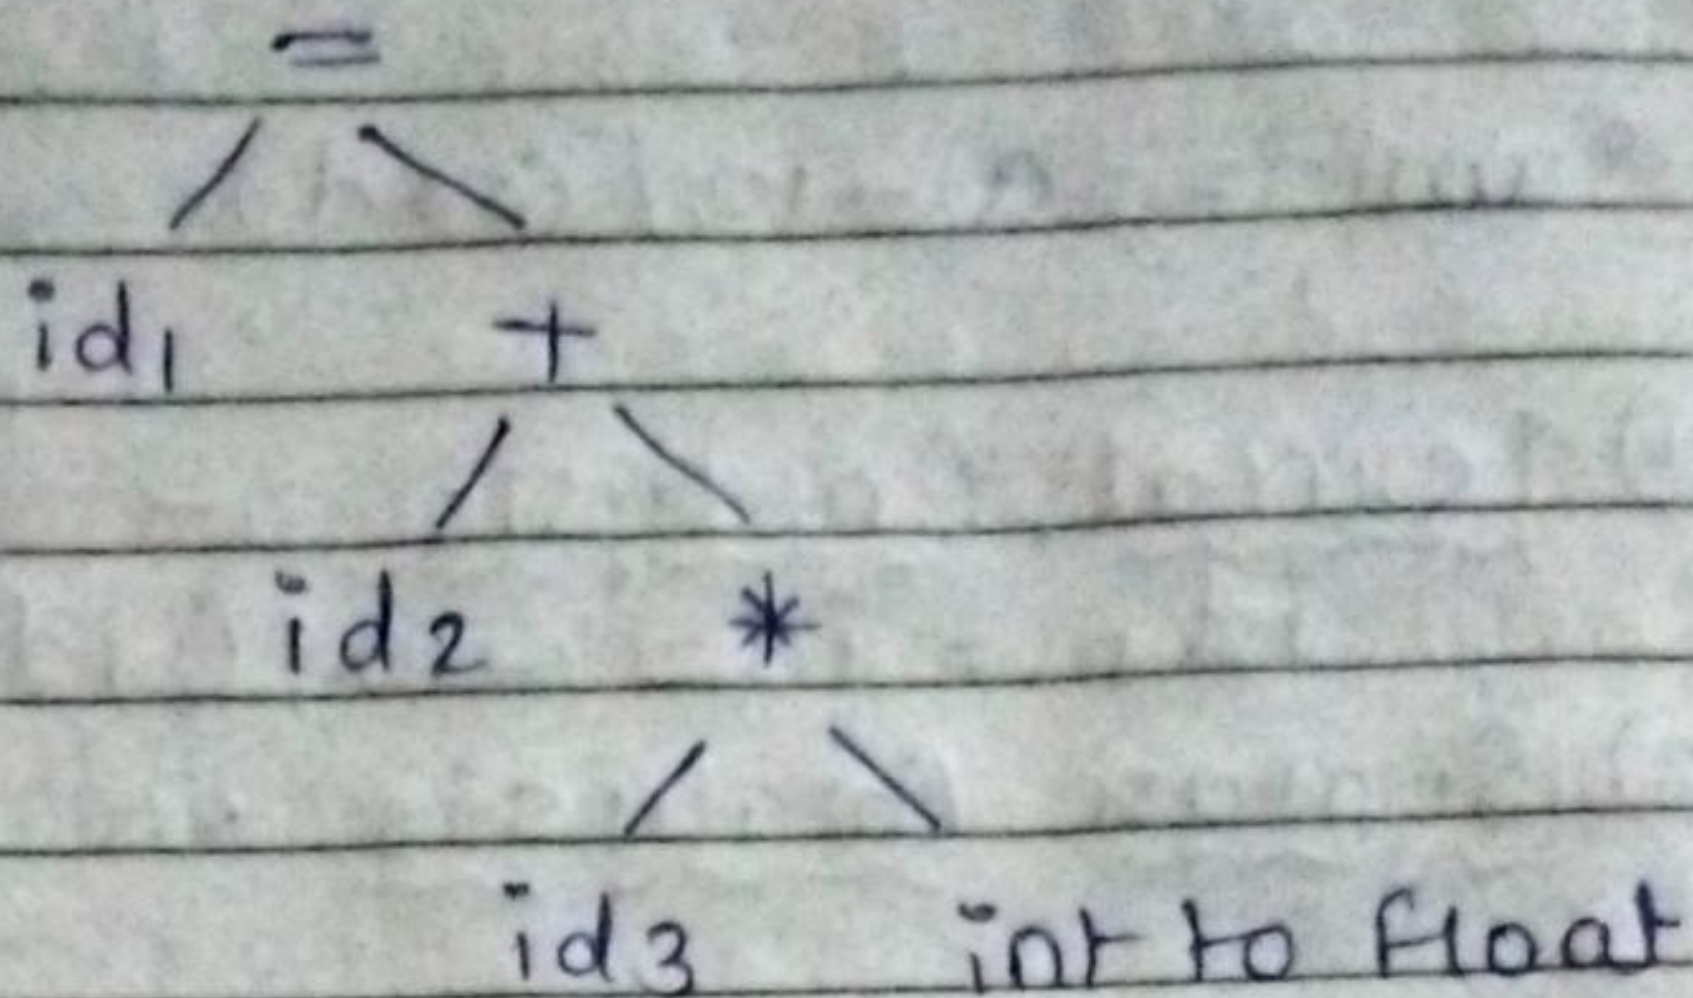 =
id1 +
id2 *
id3 int to float